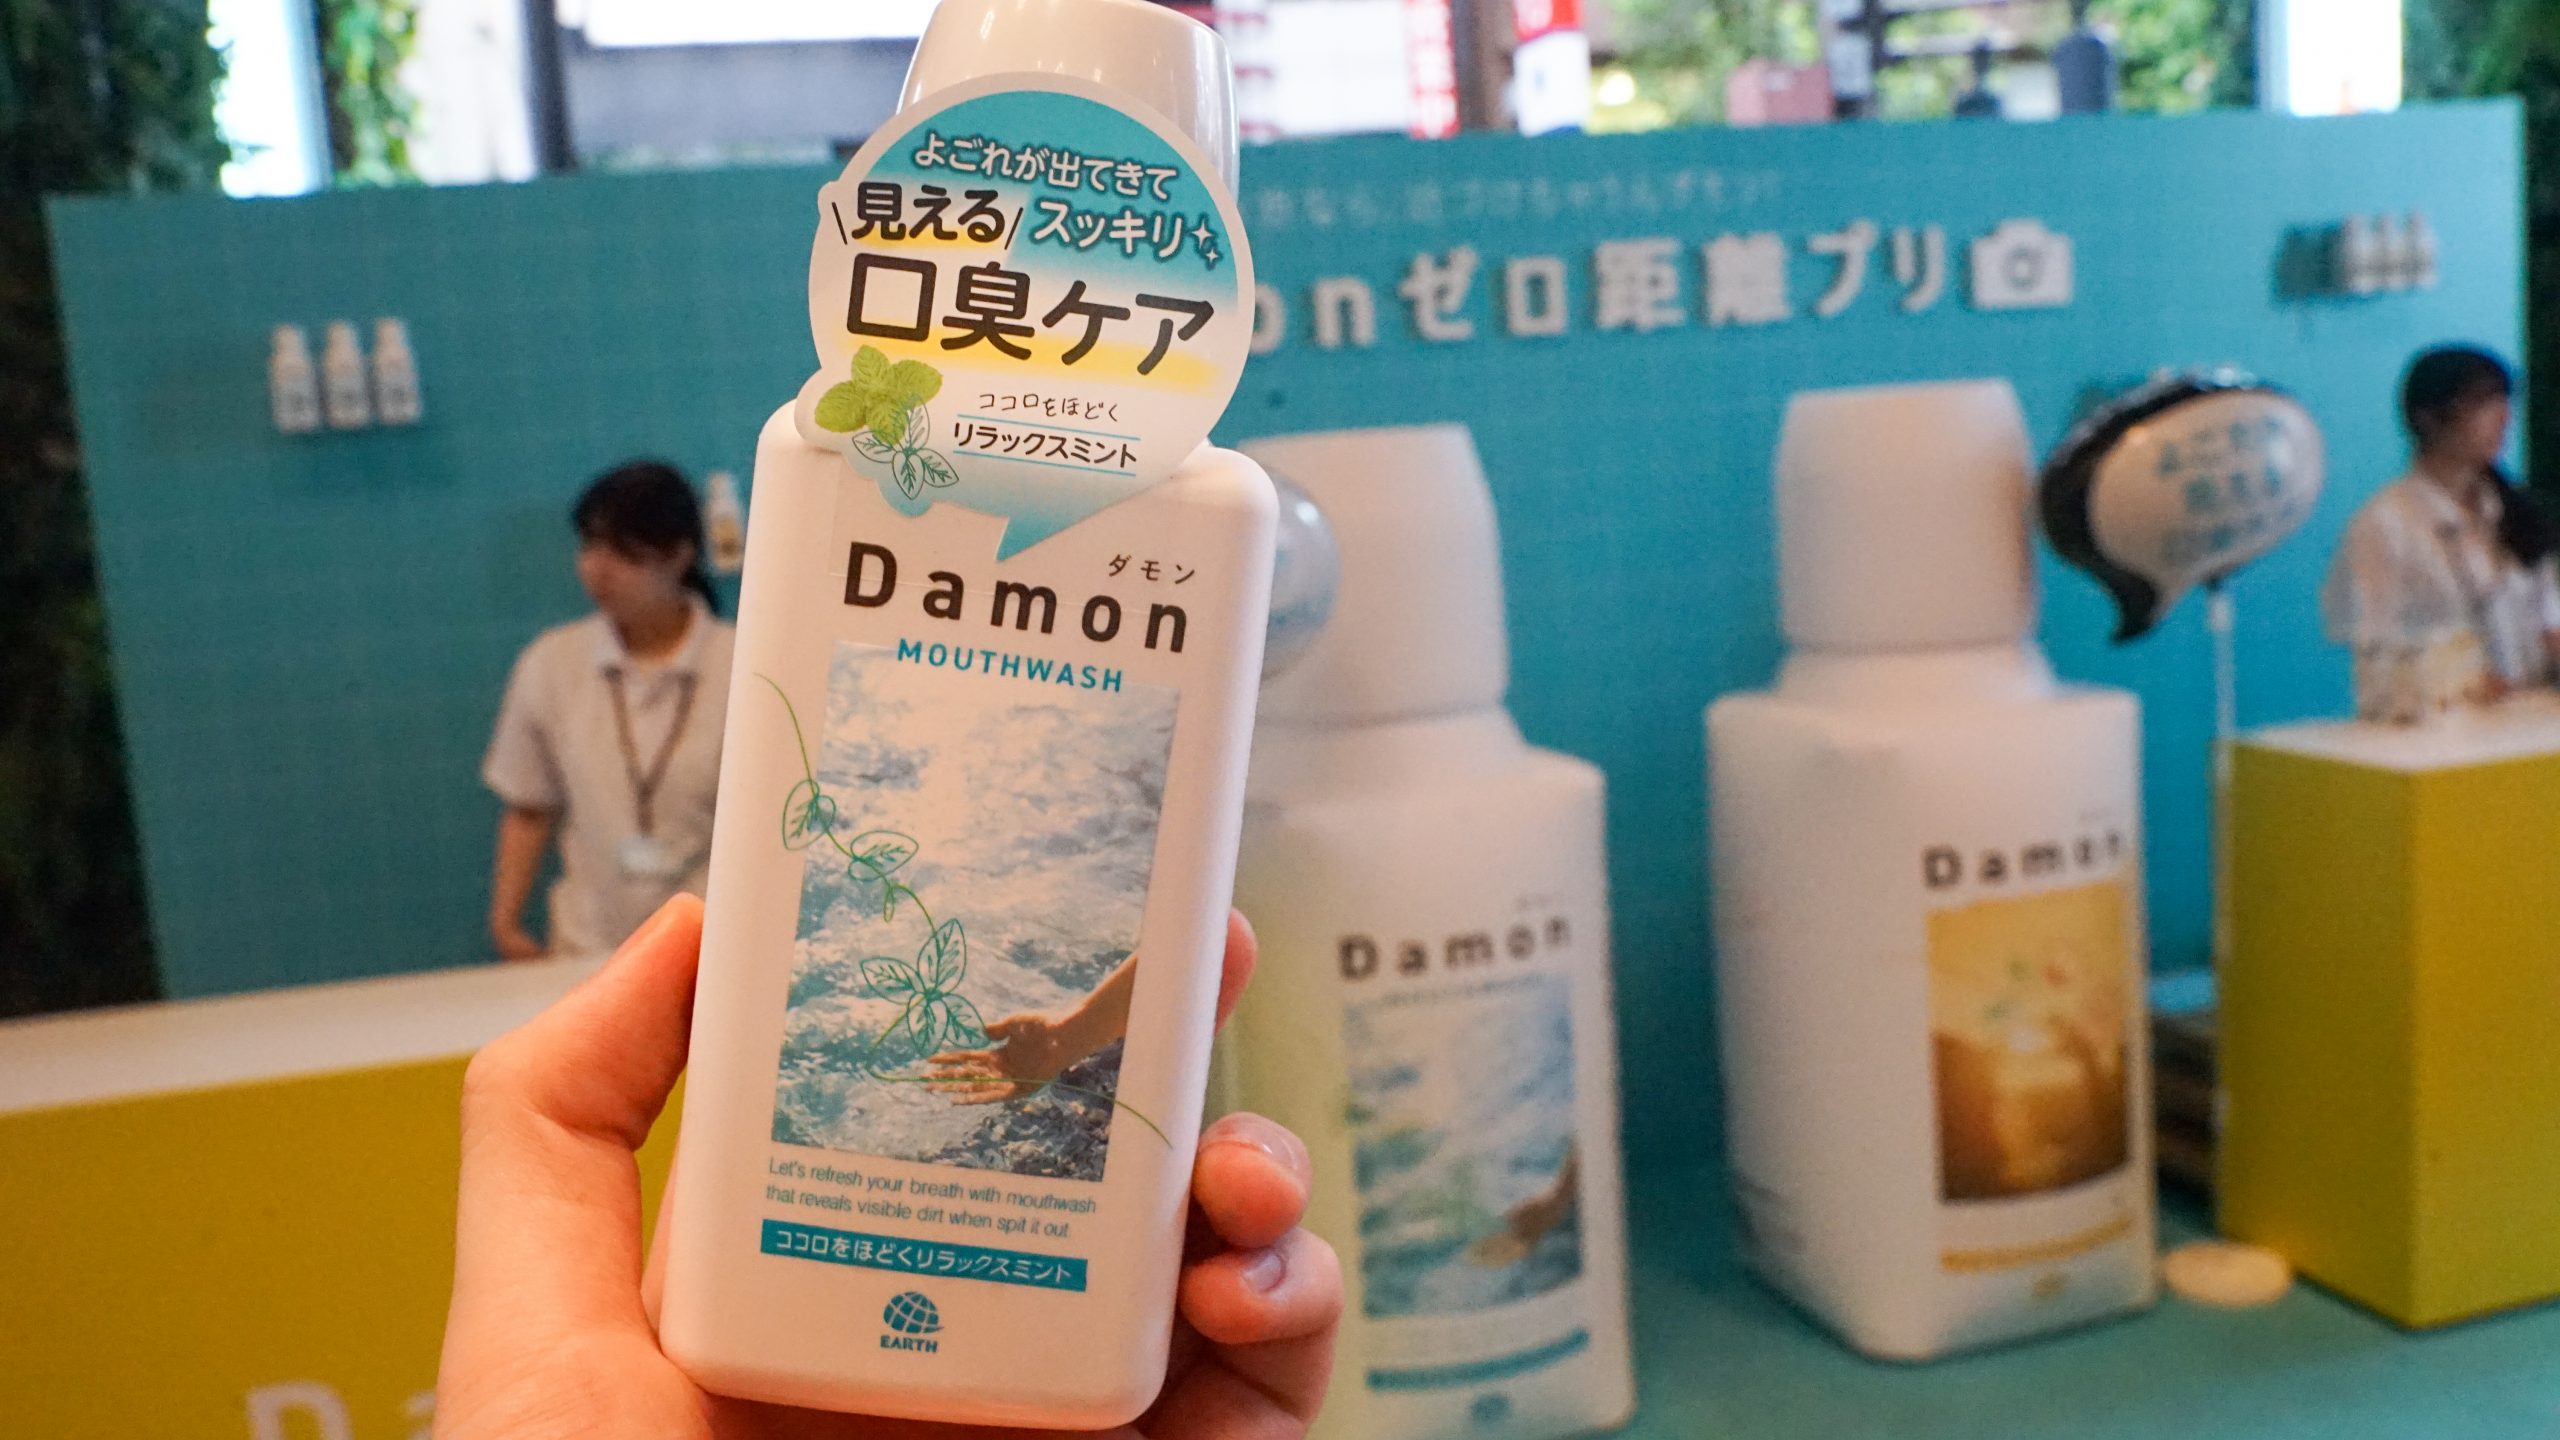 よごれが出てきて
見える スッキリ
口臭ケア
ココロをほどく
リラックスミント
ダモン
Damon
MOUTHWASH
Let's refresh your breath with mouthwash
that reveals visible dirt when spit it out.
ココロをほどくリラックスミント
EARTH
onゼロ距離プリ
Damon
Damon